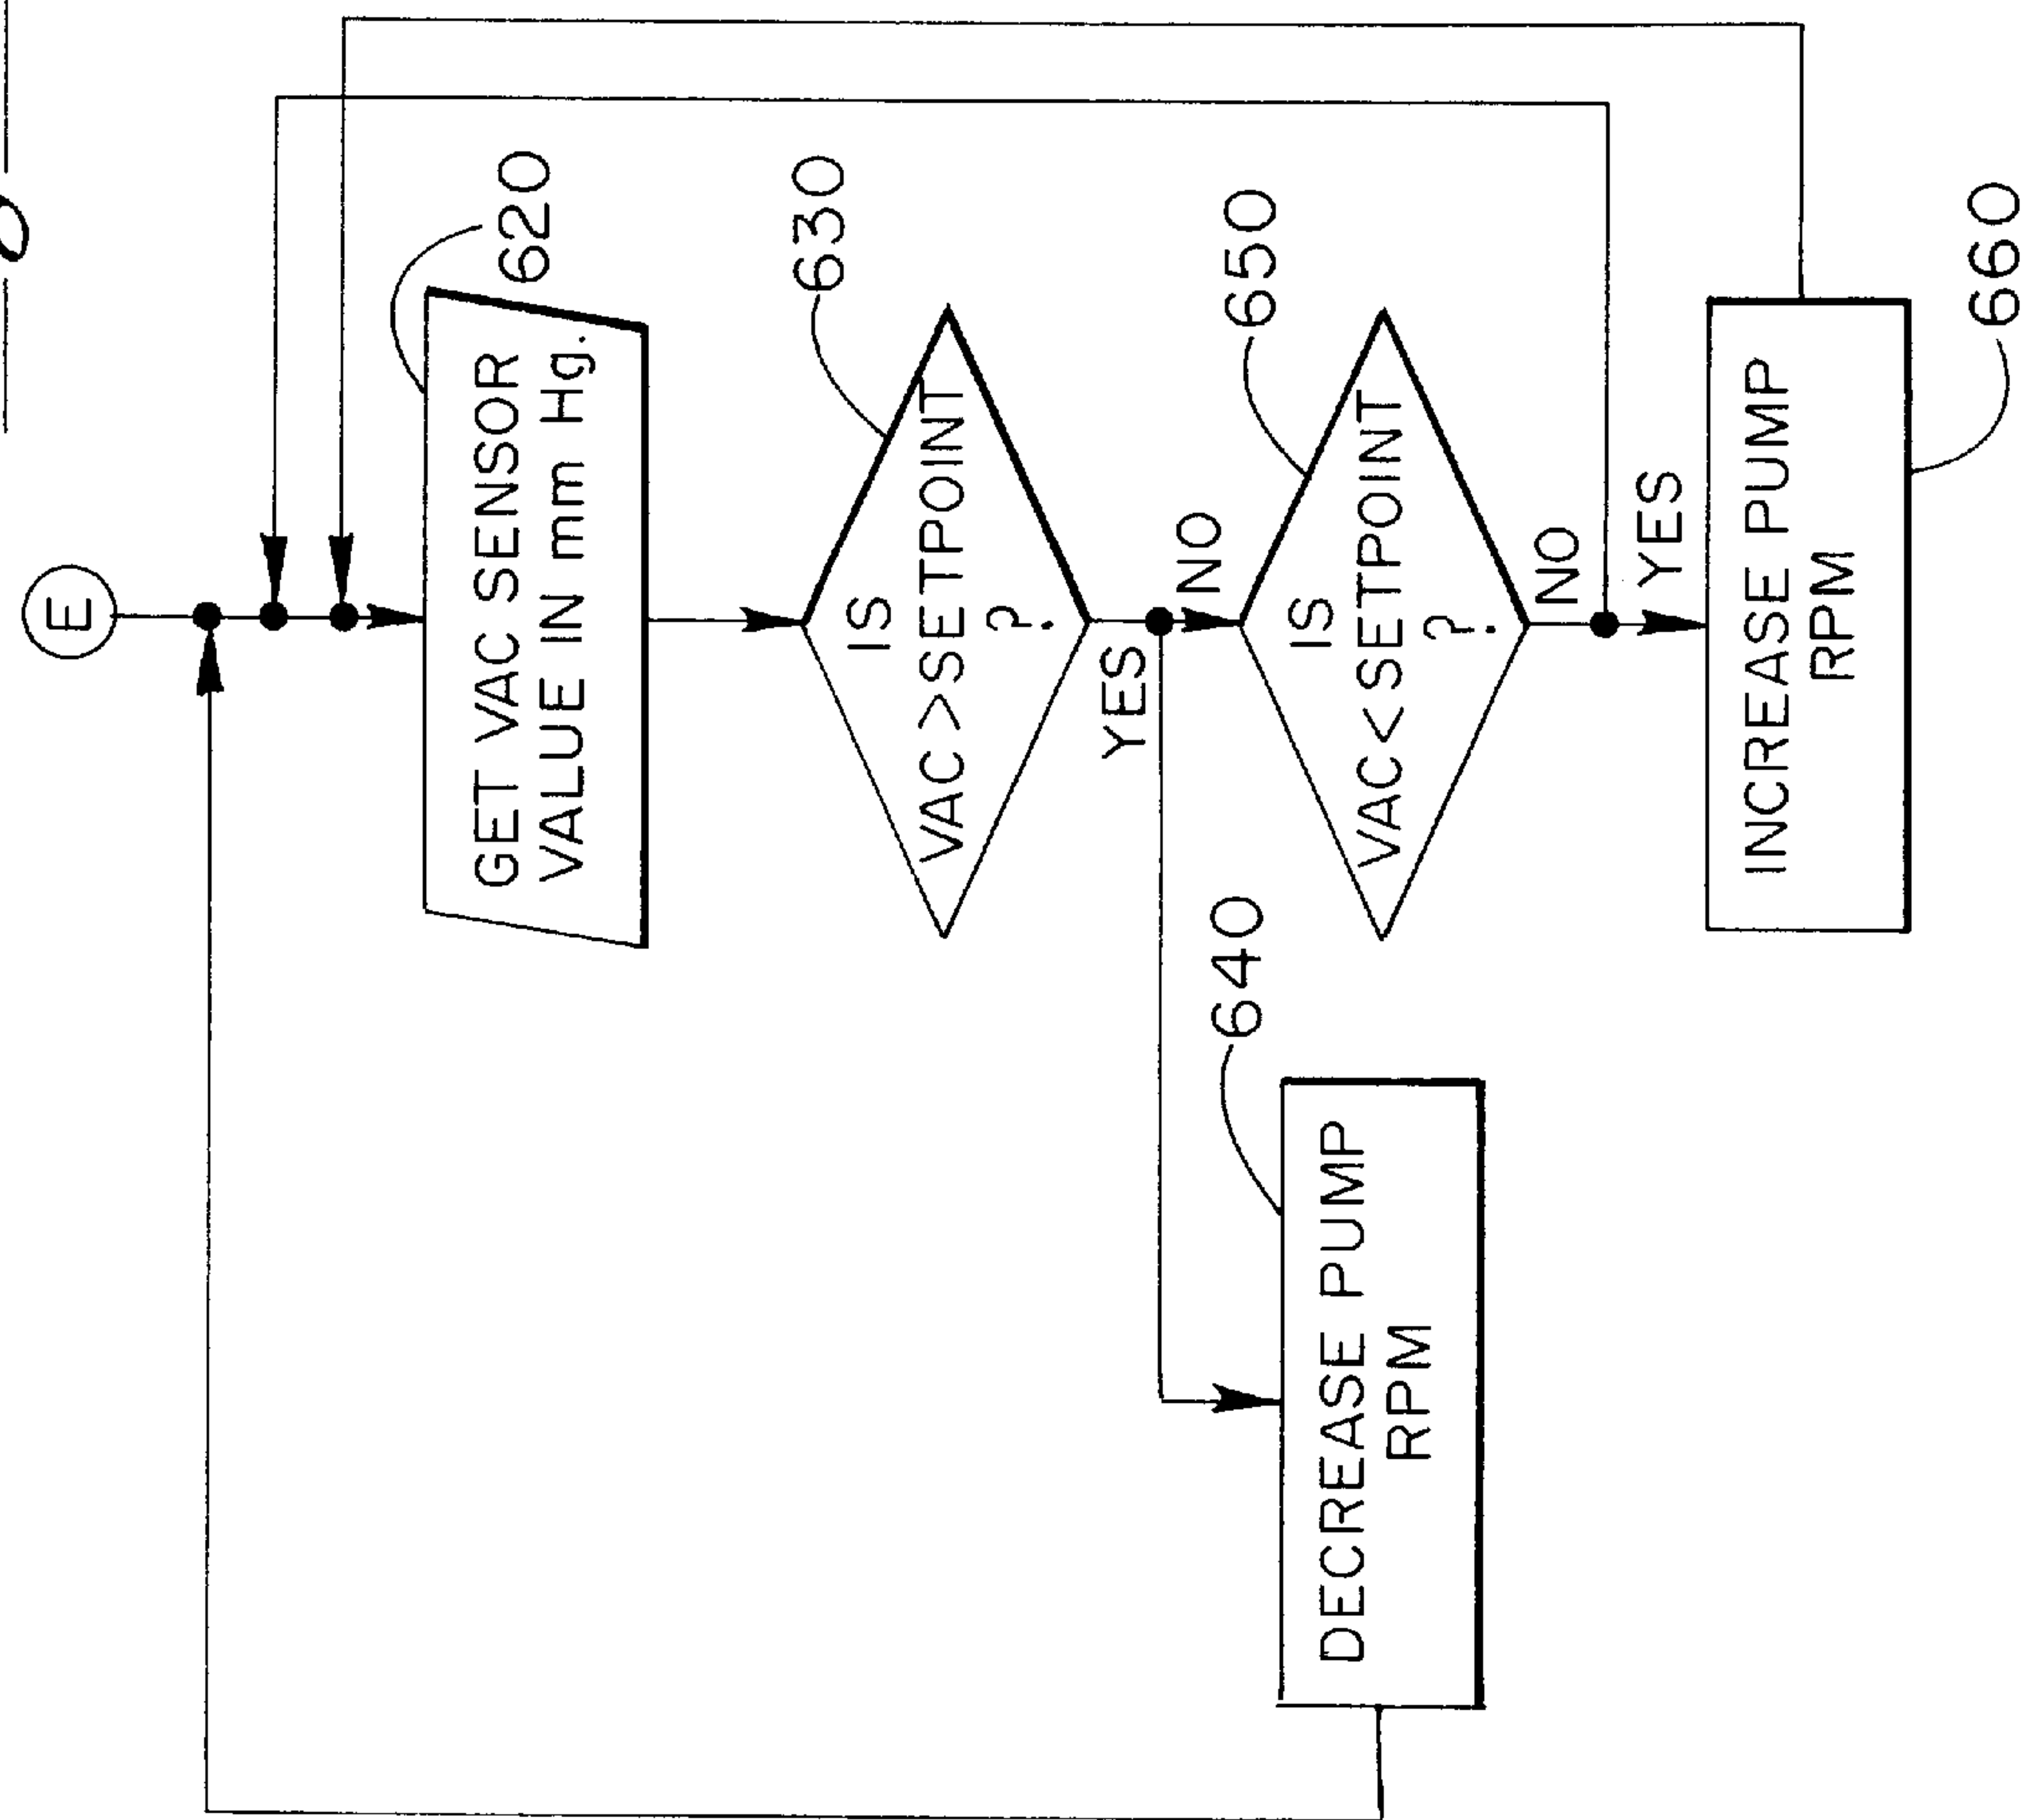 E
GET VAC SENSOR
VALUE IN mm Hg.
620
IS
VAC > SETPOINT
?
630
YES
NO
DECREASE PUMP
RPM
640
IS
VAC < SETPOINT
?
650
NO
YES
INCREASE PUMP
RPM
660